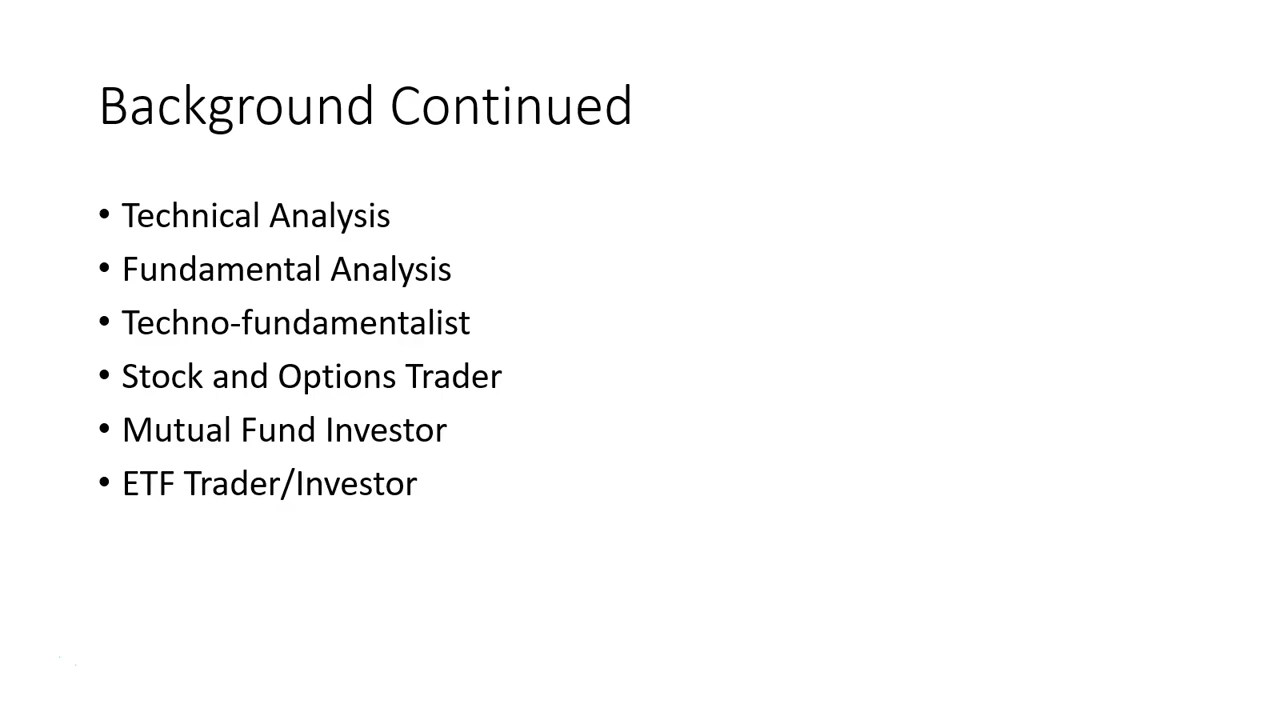 Background Continued
• Technical Analysis
• Fundamental Analysis
• Techno-fundamentalist
• Stock and Options Trader
• Mutual Fund Investor
• ETF Trader/Investor